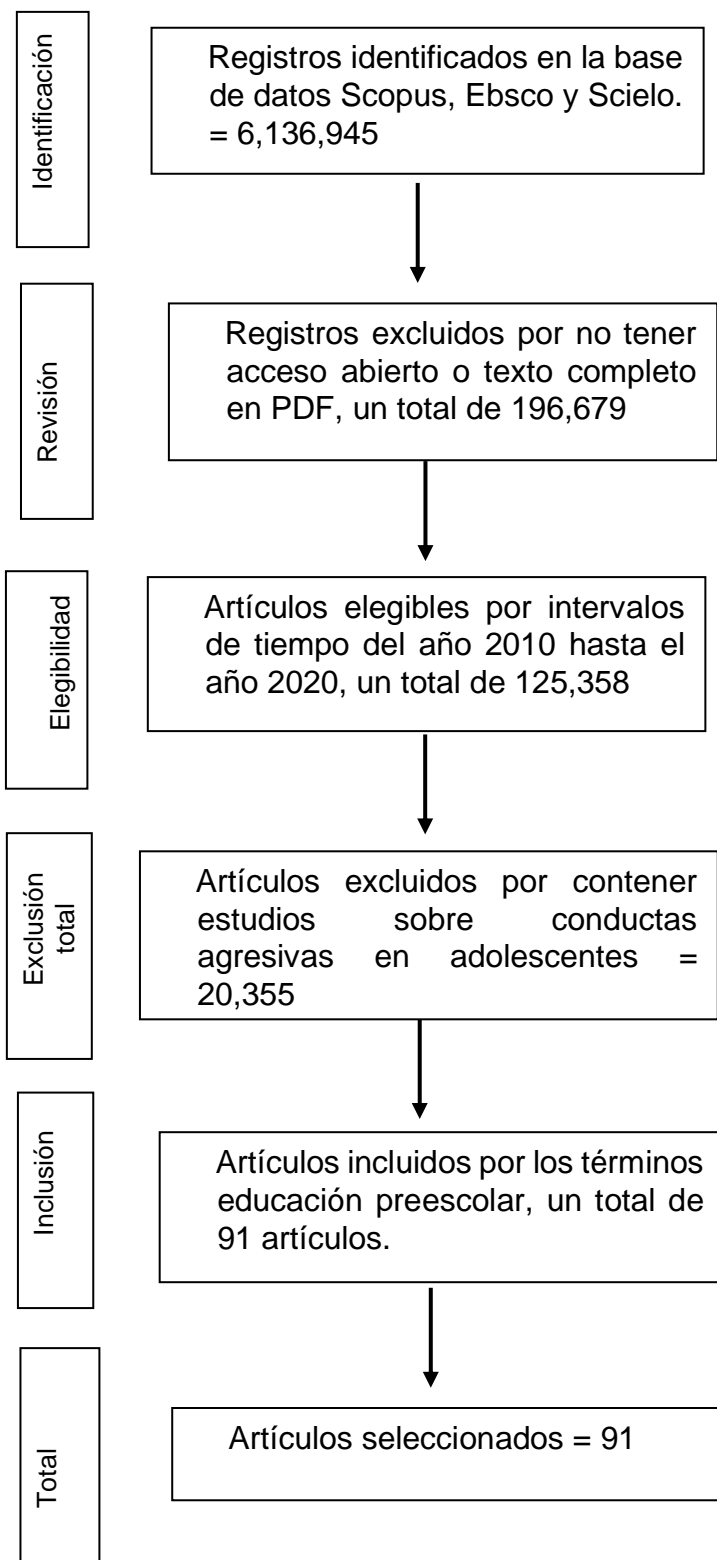 Identificación
Registros identificados en la base
de datos Scopus, Ebsco y Scielo.
= 6,136,945
Revisión
Registros excluidos por no tener
acceso abierto o texto completo
en PDF, un total de 196,679
Elegibilidad
Artículos elegibles por intervalos
de tiempo del año 2010 hasta el
año 2020, un total de 125,358
Exclusión
total
Artículos excluidos por contener
estudios sobre conductas
agresivas en adolescentes =
20,355
Inclusión
Artículos incluidos por los términos
educación preescolar, un total de
91 artículos.
Total
Artículos seleccionados = 91